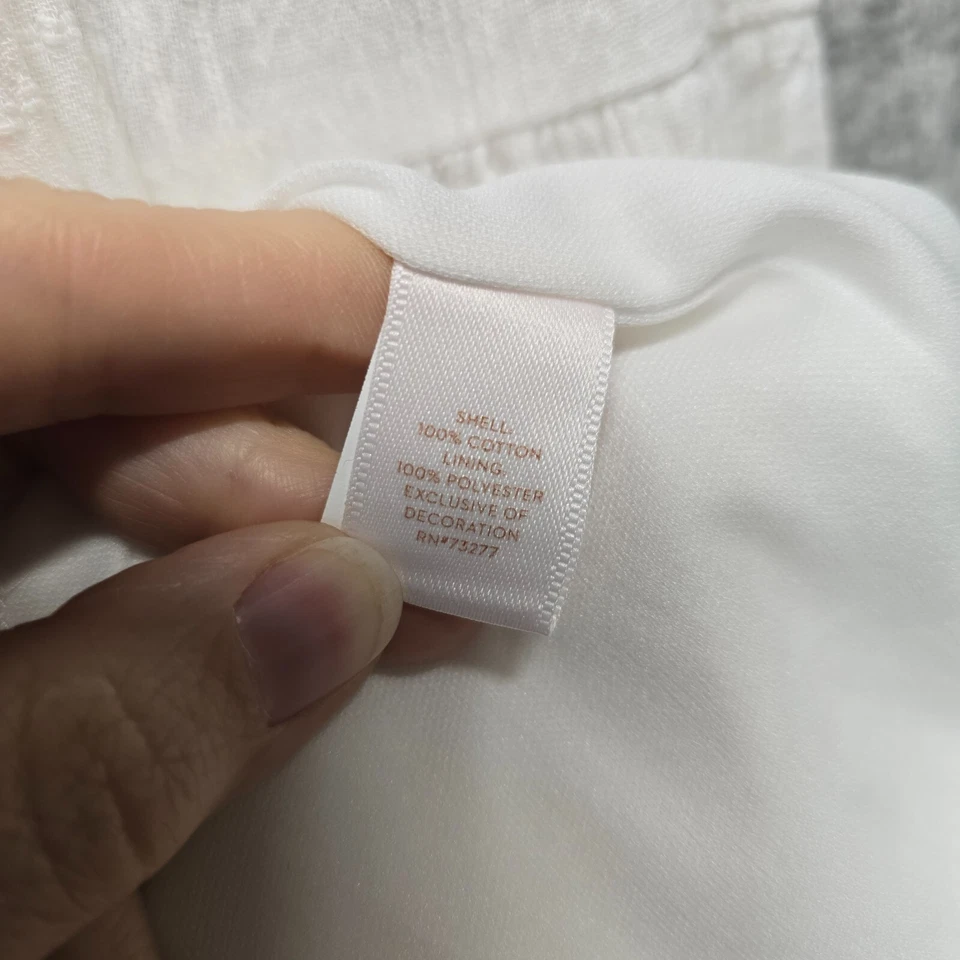 SHELL:
100% COTTON
LINING:
100% POLYESTER
EXCLUSIVE OF
DECORATION
RN#73277